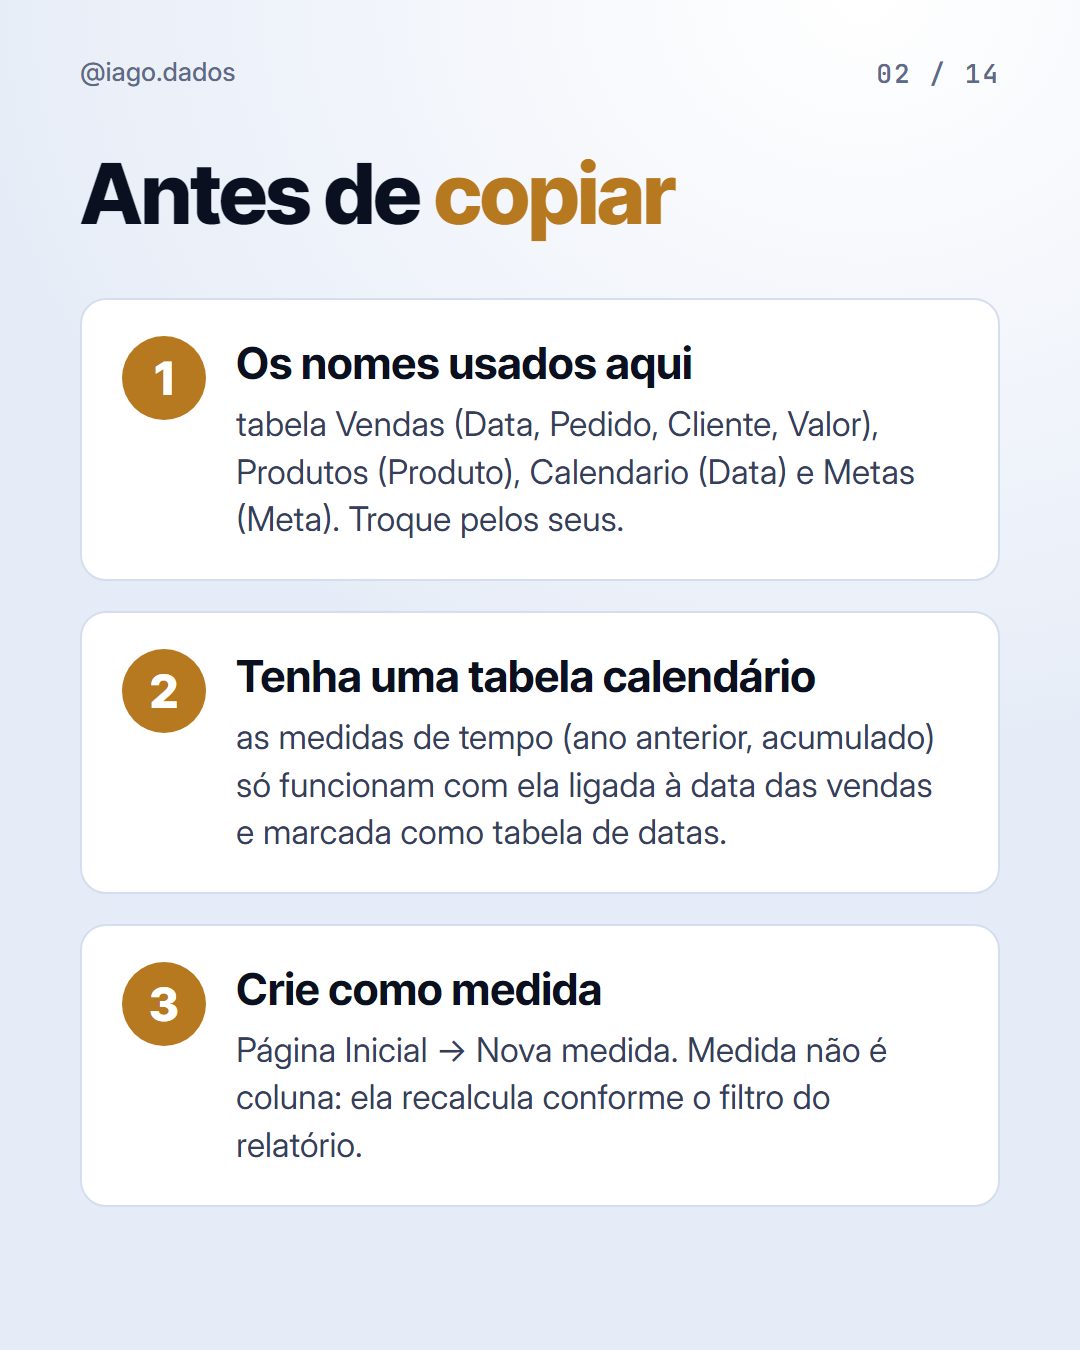 @iago.dados
02 / 14
Antes de copiar
1
Os nomes usados aqui
tabela Vendas (Data, Pedido, Cliente, Valor),
Produtos (Produto), Calendario (Data) e Metas
(Meta). Troque pelos seus.
2
Tenha uma tabela calendário
as medidas de tempo (ano anterior, acumulado)
só funcionam com ela ligada à data das vendas
e marcada como tabela de datas.
3
Crie como medida
Página Inicial → Nova medida. Medida não é
coluna: ela recalcula conforme o filtro do
relatório.